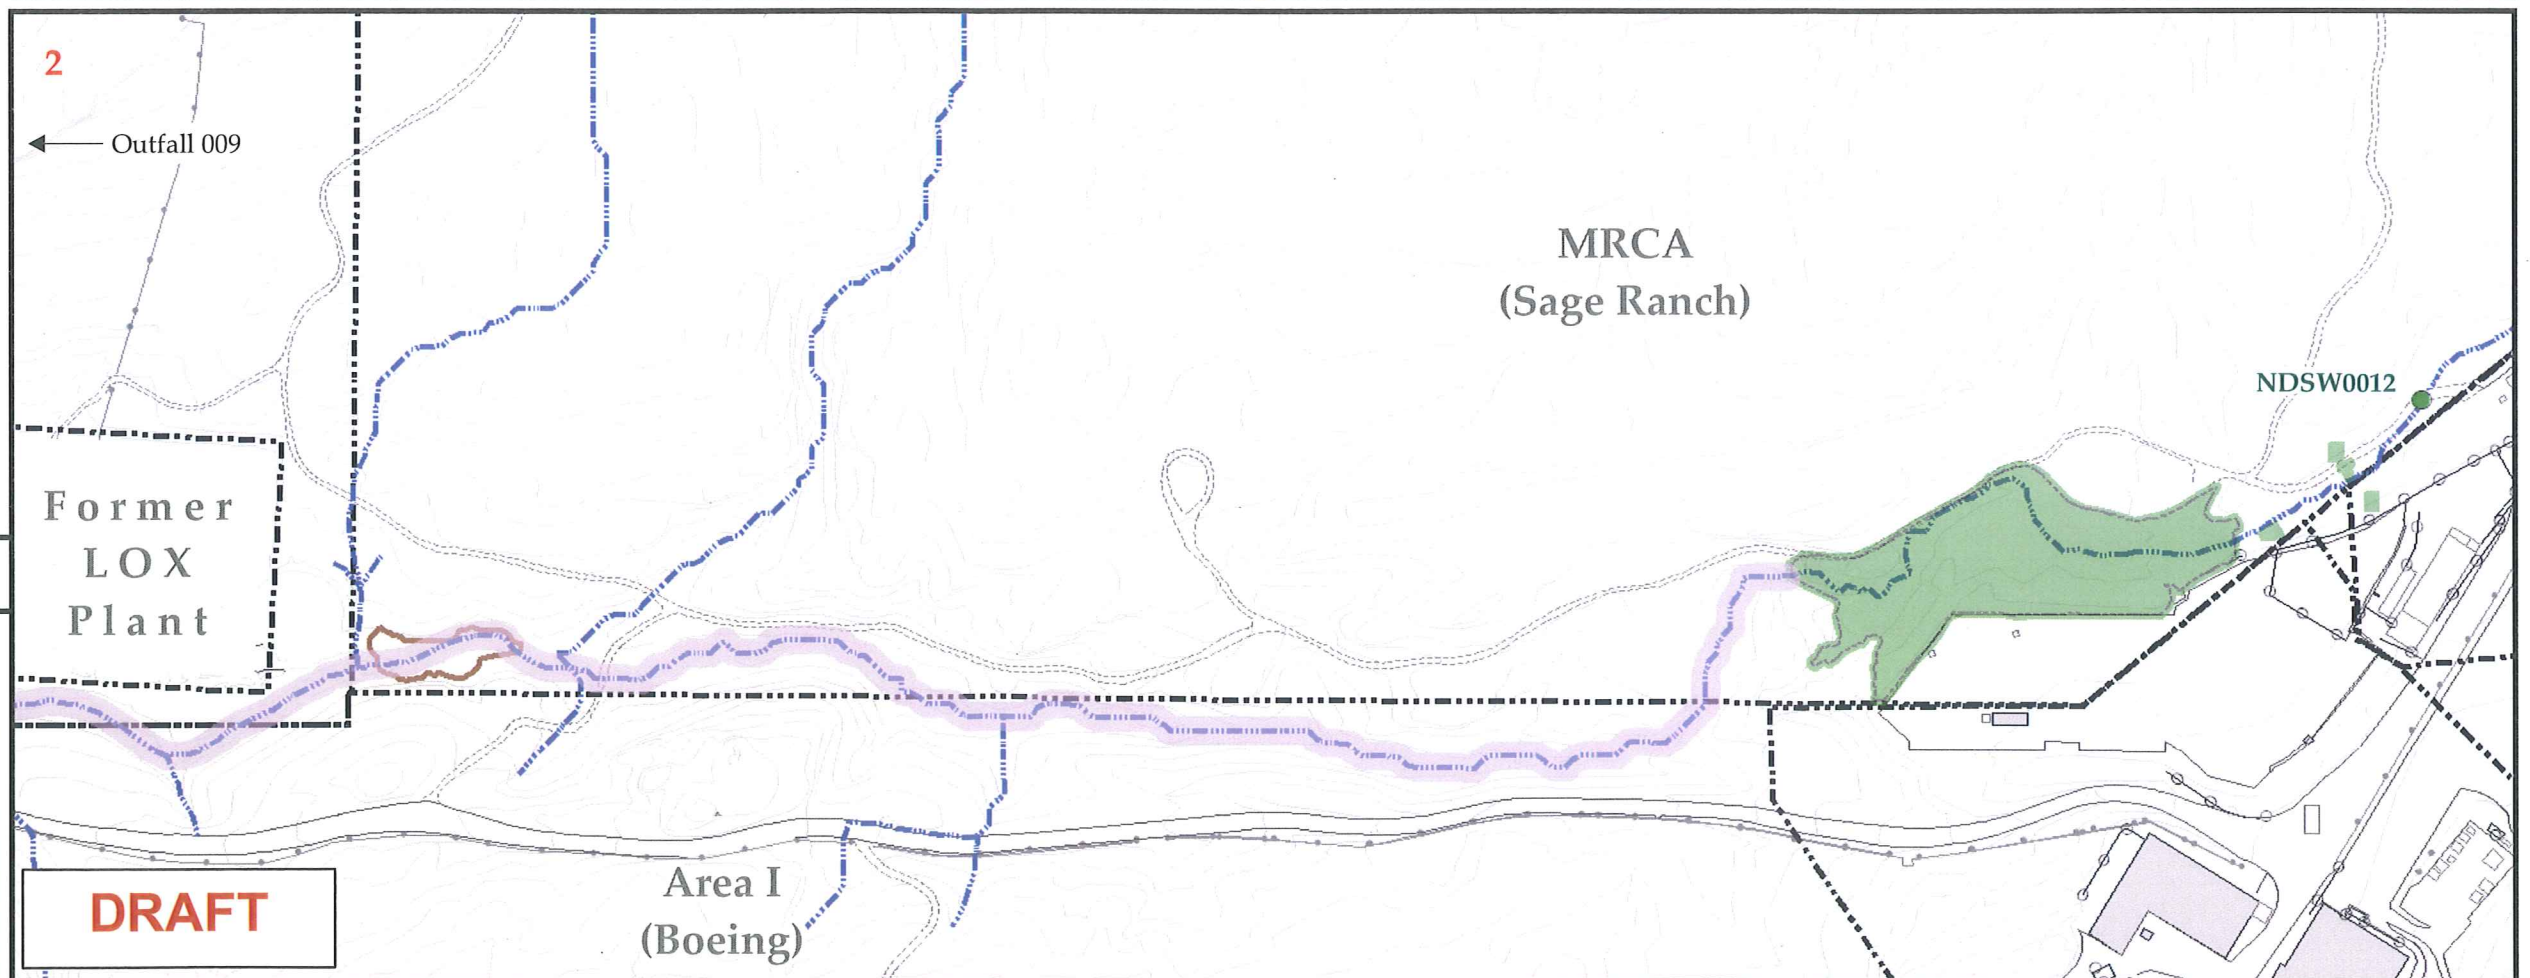 2
Outfall 009
MRCA
(Sage Ranch)
NDSW0012
Former
LOX
Plant
DRAFT
Area I
(Boeing)